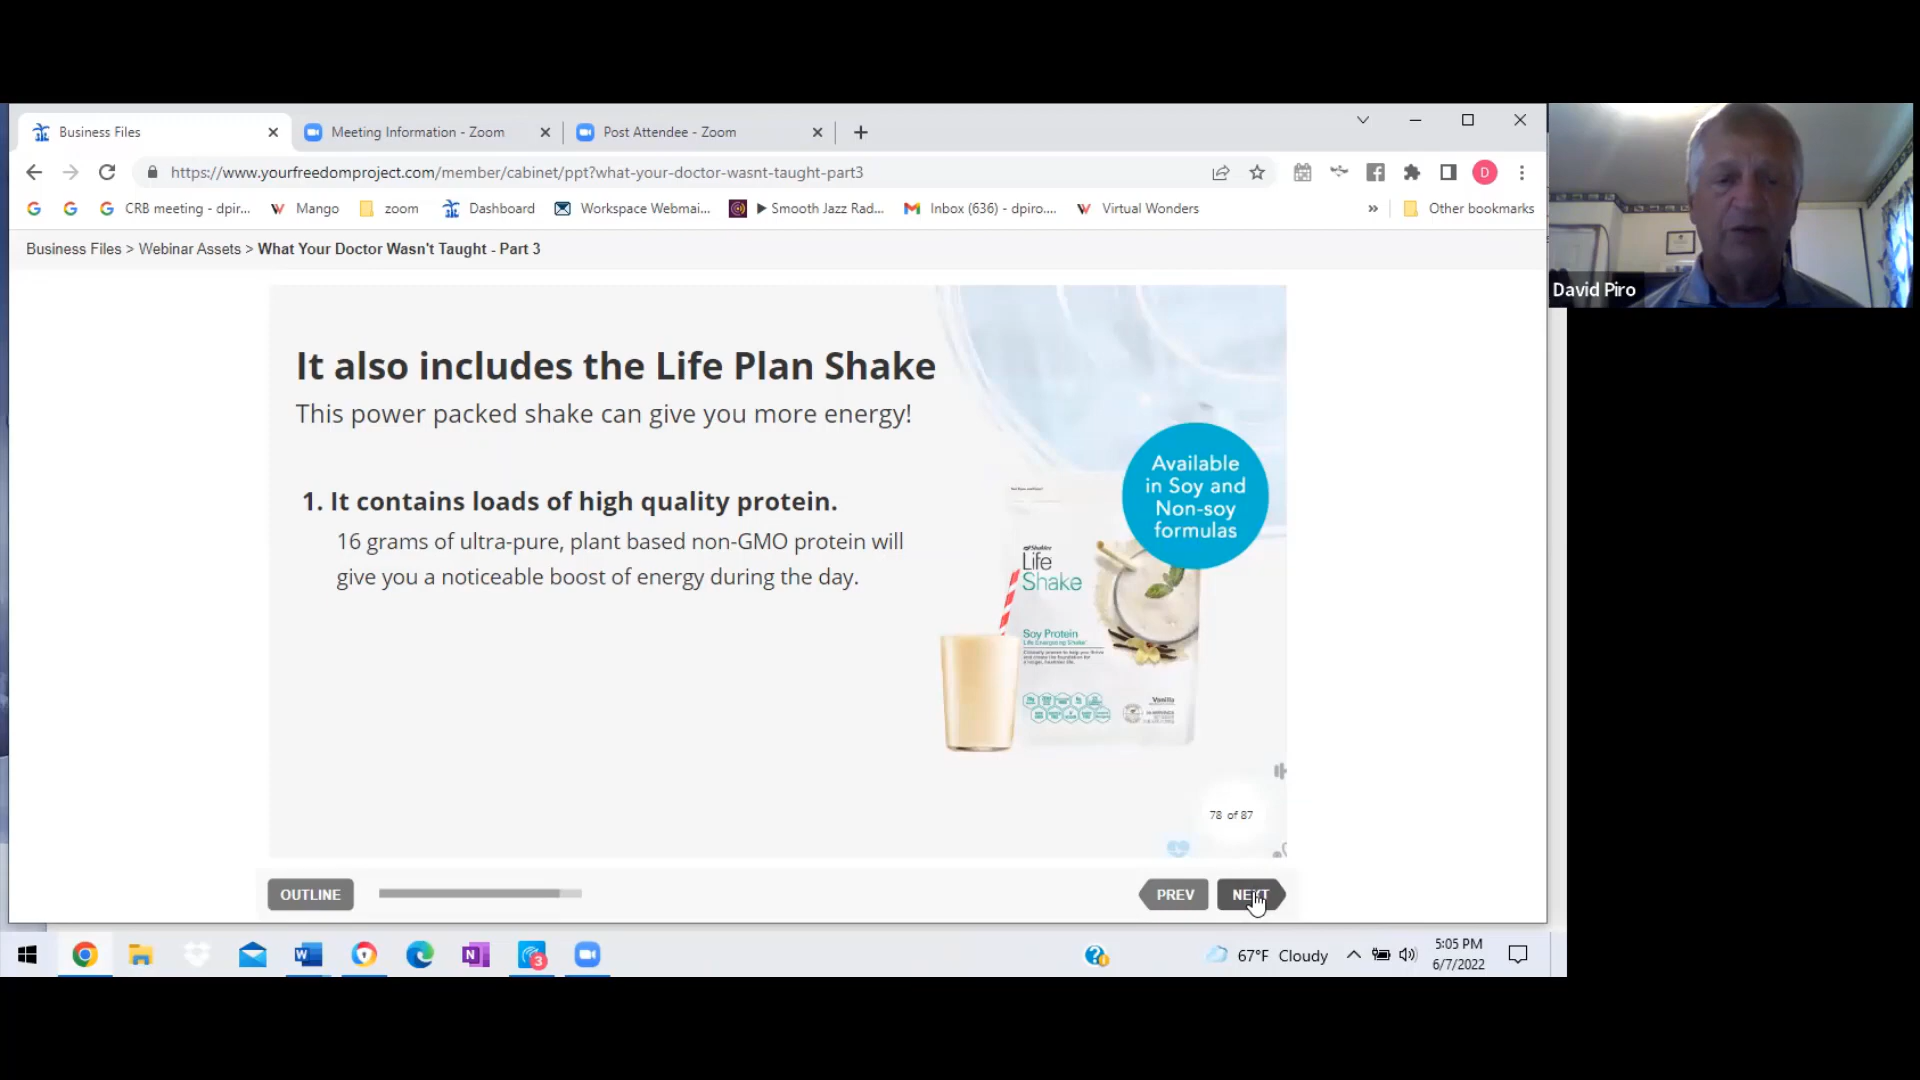 Business Files
Meeting Information - Zoom
Post Attendee - Zoom
https://www.yourfreedomproject.com/member/cabinet/ppt?what-your-doctor-wasnt-taught-part3
D
CRB meeting - dpir...
Mango
zoom
Dashboard
Workspace Webmai...
Smooth Jazz Rad...
Inbox (636) - dpiro....
Virtual Wonders
»
Other bookmarks
Business Files > Webinar Assets > What Your Doctor Wasn't Taught - Part 3
David Piro
It also includes the Life Plan Shake
This power packed shake can give you more energy!
Available
in Soy and
Non-soy
formulas
1. It contains loads of high quality protein.
16 grams of ultra-pure, plant based non-GMO protein will
give you a noticeable boost of energy during the day.
Shaklee
Life
Shake
Soy Protein
Life Energizing Shake
Vanilla
78 of 87
OUTLINE
PREV
NEXT
3
67°F Cloudy
5:05 PM
6/7/2022